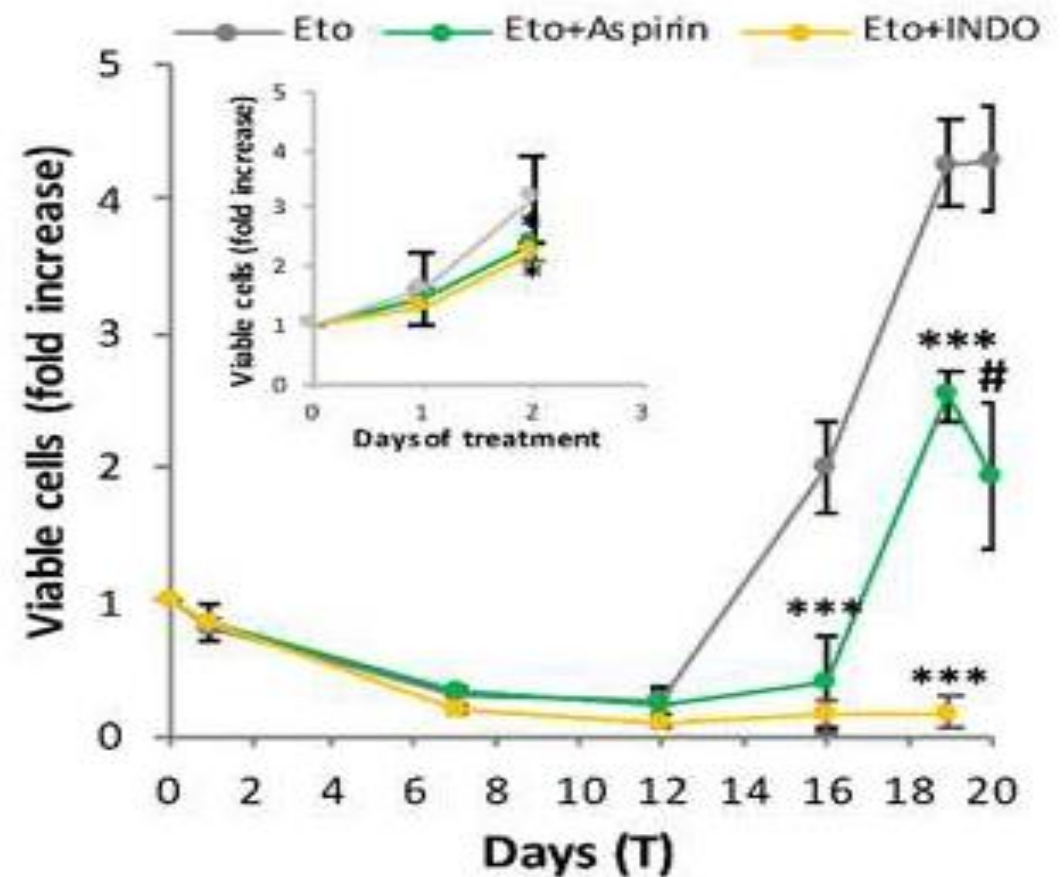 Eto Eto+Aspirin Eto+INDO
Viable cells (fold increase)
5
4
3
2
1
0
0 2 4 6 8 10 12 14 16 18 20
Days (T)
Viable cells (fold increase)
5
4
3
2
1
0
0 1 2 3
Days of treatment
*
*
***
#
***
***